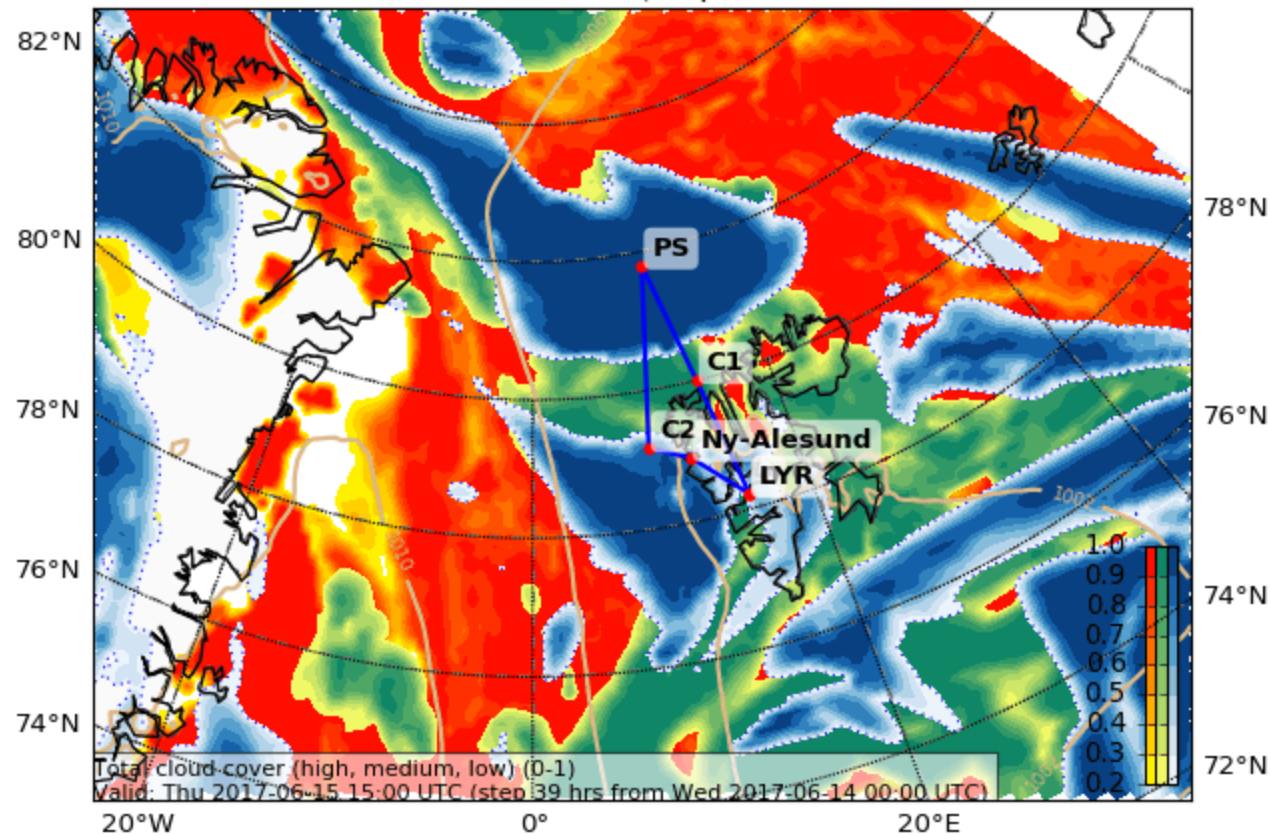 82°N
80°N
78°N
76°N
74°N
78°N
76°N
74°N
72°N
1010
PS
C1
C2
Ny-Alesund
LYR
1010
1.0
0.9
0.8
0.7
0.6
0.5
0.4
0.3
0.2
Total cloud cover (high, medium, low) (0-1)
Valid: Thu 2017-06-15 15:00 UTC (step 39 hrs from Wed 2017-06-14 00:00 UTC)
20°W
0°
20°E